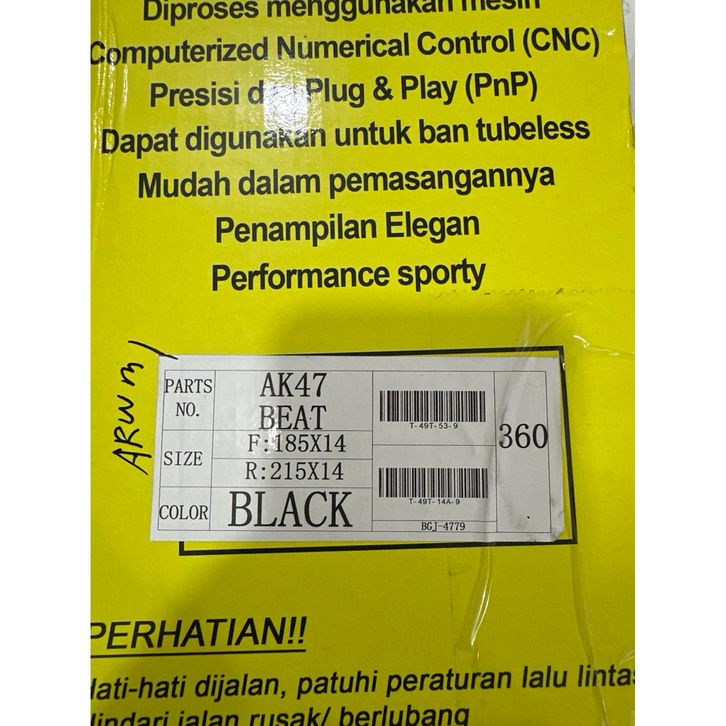 Diproses menggunakan mesin
Computerized Numerical Control (CNC)
Presisi dan Plug & Play (PnP)
Dapat digunakan untuk ban tubeless
Mudah dalam pemasangannya
Penampilan Elegan
Performance sporty
PARTS NO.
AK47
BEAT
SIZE
F:185X14
R:215X14
COLOR
BLACK
T-49T-53-9
T-49T-14A-9
BGJ-4779
360
PERHATIAN!!
Hati-hati dijalan, patuhi peraturan lalu lintas
Hindari jalan rusak/ berlubang